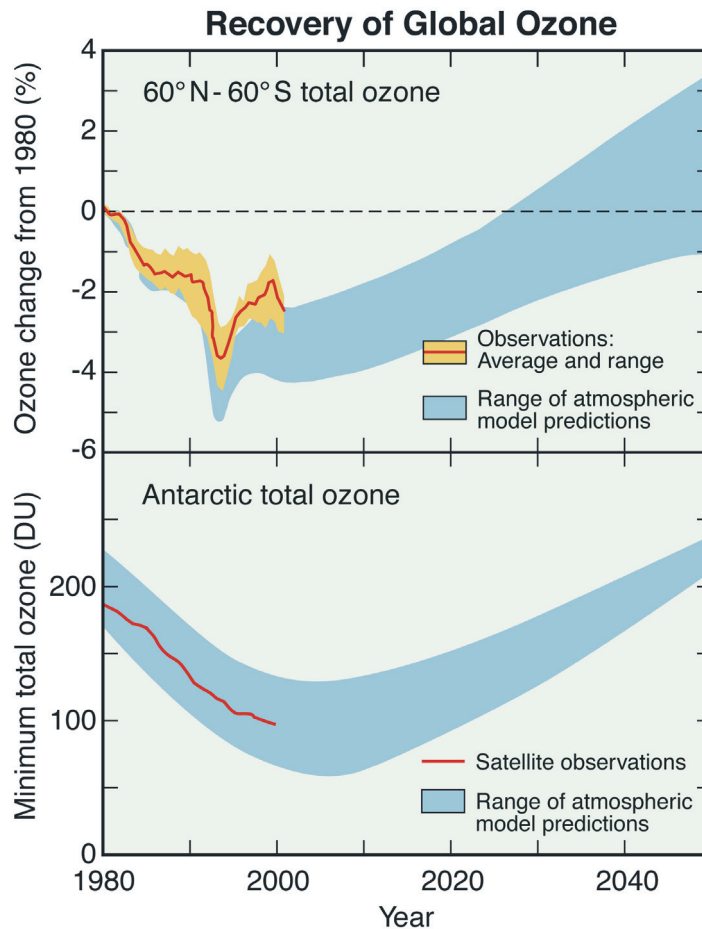 Recovery of Global Ozone
Ozone change from 1980 (%)
4
2
0
-2
-4
-6
60°N - 60°S total ozone
Observations:
Average and range
Range of atmospheric
model predictions
Minimum total ozone (DU)
200
100
0
Antarctic total ozone
Satellite observations
Range of atmospheric
model predictions
1980
2000
2020
2040
Year